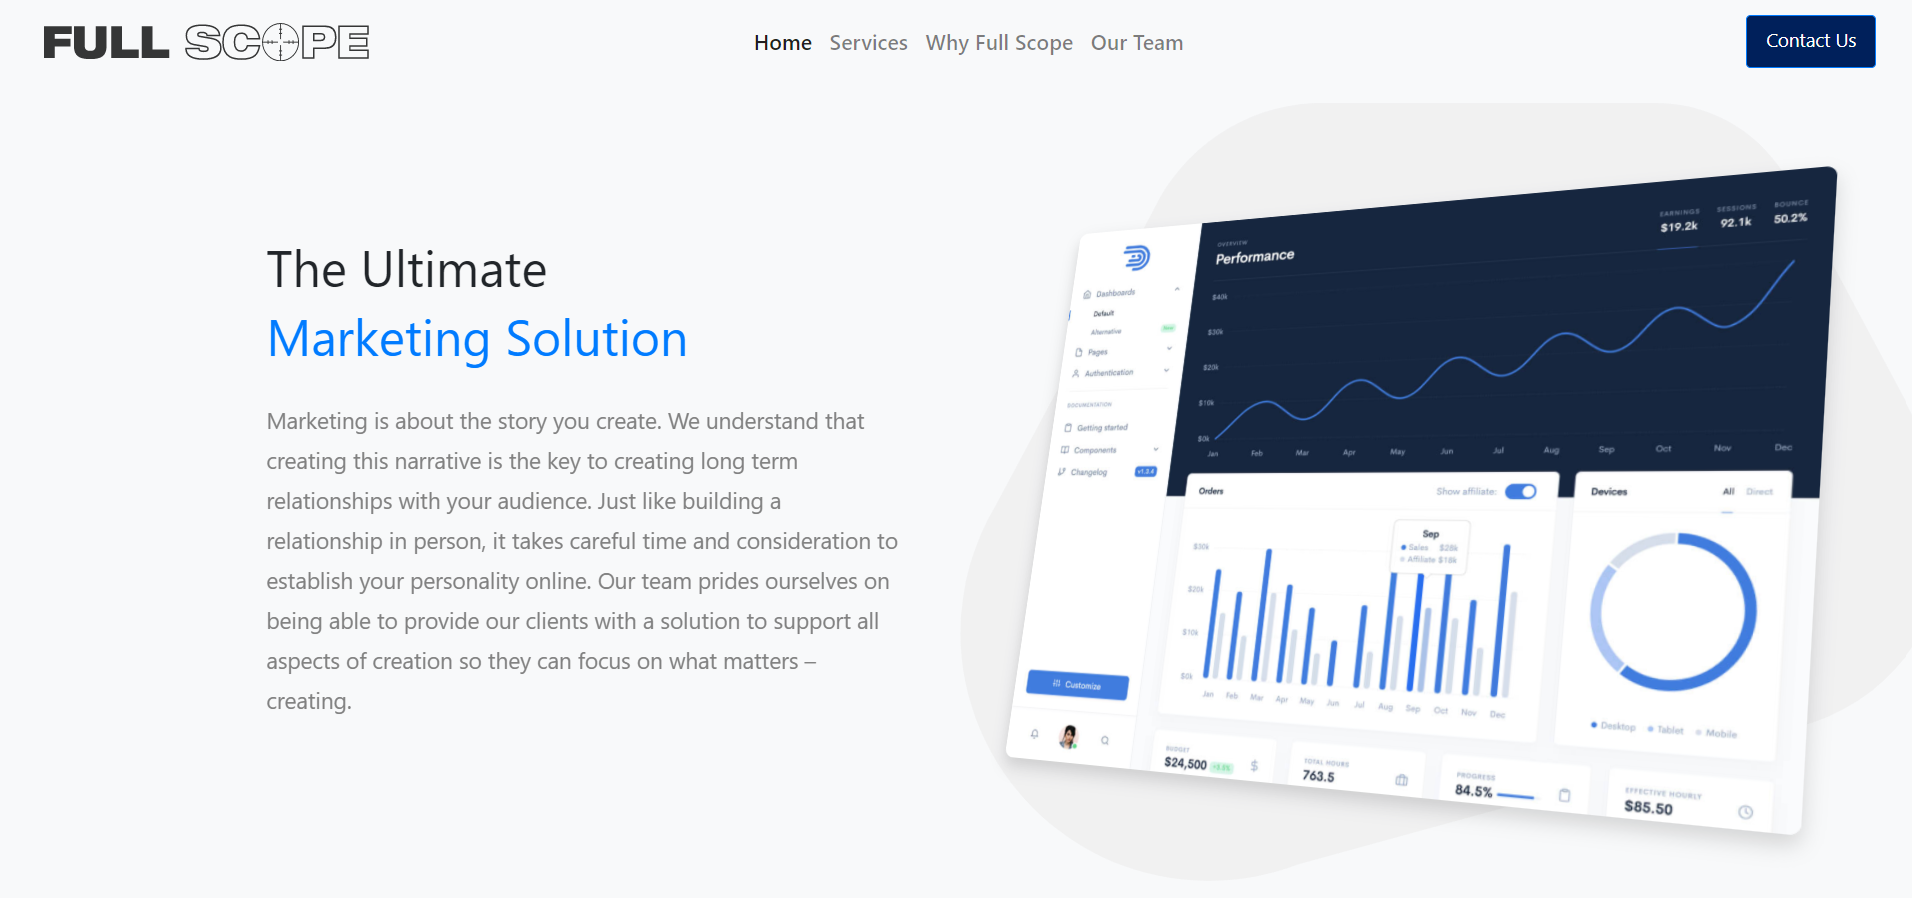 FULL SCOPE
Home Services Why Full Scope Our Team
Contact Us
The Ultimate
Marketing Solution
Marketing is about the story you create. We understand that
creating this narrative is the key to creating long term
relationships with your audience. Just like building a
relationship in person, it takes careful time and consideration to
establish your personality online. Our team prides ourselves on
being able to provide our clients with a solution to support all
aspects of creation so they can focus on what matters –
creating.
Dashboards
Default
Alternative
Pages
Authentication
DOCUMENTATION
Getting started
Components
Changelog v1.2.4
Customize
OVERVIEW
Performance
EARNINGS SESSIONS BOUNCE
$19.2k 92.1k 50.2%
$40k
$30k
$20k
$10k
$0k
Jan Feb Mar Apr May Jun Jul Aug Sep Oct Nov Dec
Orders
Show affiliate:
Sep
Sales $28k
Affiliate $18k
$30k
$20k
$10k
$0k
Jan Feb Mar Apr May Jun Jul Aug Sep Oct Nov Dec
Devices
All Direct
Desktop Tablet Mobile
BUDGET
$24,500
TOTAL HOURS
763.5
PROGRESS
84.5%
EFFECTIVE HOURLY
$85.50